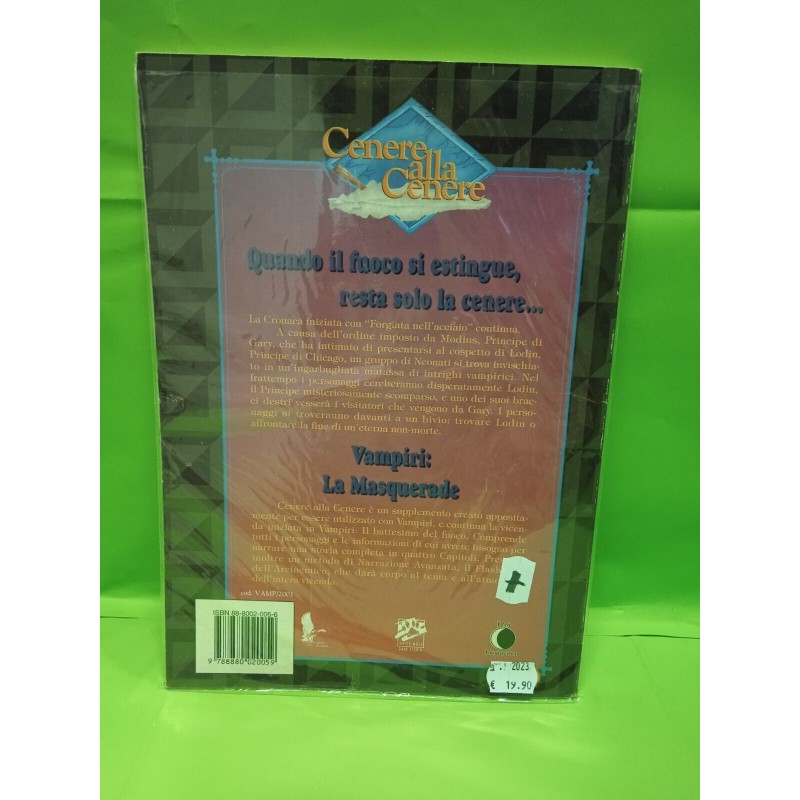 Cenere
alla
Cenere
Quando il fuoco si estingue,
resta solo la cenere...
La Cronaca iniziata con "Forgiata nell'acciaio" continua.
A causa dell'ordine imposto da Modius, Principe di
Gary, che ha intimato di presentarsi al cospetto di Lodin,
Principe di Chicago, un gruppo di Neonati si trova invischia-
to in un'ingarbugliata matassa di intrighi vampirici. Nel
frattempo i personaggi cercheranno disperatamente Lodin,
il Principe misteriosamente scomparso, e uno dei suoi brac-
ci destri vesserà i visitatori che vengono da Gary. I perso-
naggi si troveranno davanti a un bivio: trovare Lodin o
affrontare la fine di un'eterna non-morte.
Vampiri:
La Masquerade
Cenere alla Cenere è un supplemento creato apposita-
mente per essere utilizzato con Vampiri, e continua la vicen-
da iniziata in Vampiri: Il battesimo del fuoco. Comprende
tutti i personaggi e le informazioni di cui avrete bisogno per
narrare una storia completa in quattro Capitoli.
inoltre un metodo di Narrazione Avanzata, il
che darà corpo al tema e
dell'intera vicenda.
cod. VAMP/2001
ISBN 88-8002-005-6
9 788880 020059
2023
€ 19.90